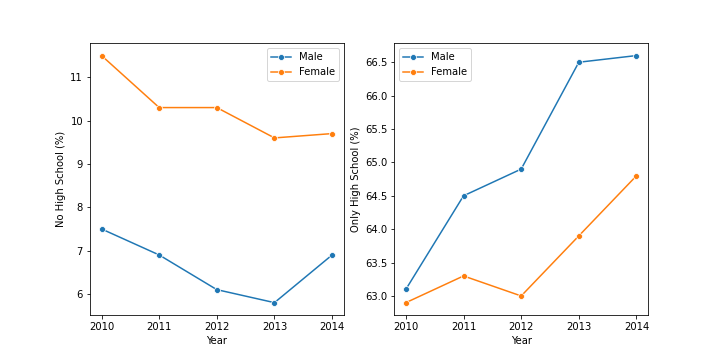 Male
Female
11
10
9
8
7
6
No High School (%)
2010 2011 2012 2013 2014
Year
Male
Female
66.5
66.0
65.5
65.0
64.5
64.0
63.5
63.0
Only High School (%)
2010 2011 2012 2013 2014
Year